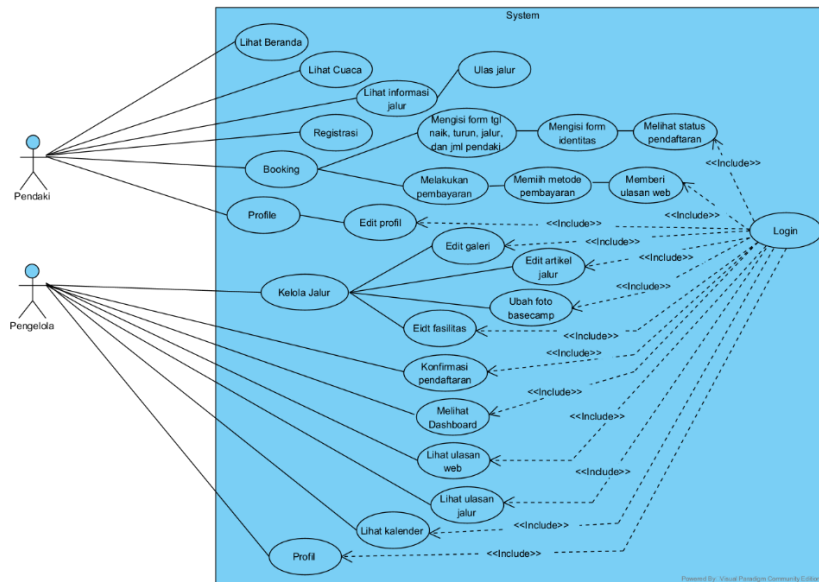 System
Lihat Beranda
Lihat Cuaca
Ulas jalur
Lihat informasi
jalur
Registrasi
Mengisi form tgl
naik, turun, jalur,
dan jml pendaki
Mengisi form
identitas
Melihat status
pendaftaran
<<Include>>
Booking
Pendaki
Melakukan
pembayaran
Memiih metode
pembayaran
Memberi
ulasan web
<<Include>>
Profile
Edit profil
<<Include>>
Login
Edit galeri
<<Include>>
Edit artikel
jalur
<<Include>>
Pengelola
Kelola Jalur
Ubah foto
basecamp
<<Include>>
Eidt fasilitas
<<Include>>
Konfirmasi
pendaftaran
<<Include>>
Melihat
Dashboard
<<Include>>
Lihat ulasan
web
<<Include>>
Lihat ulasan
jalur
<<Include>>
Lihat kalender
<<Include>>
Profil
<<Include>>
Powered By: Visual Paradigm Community Edition